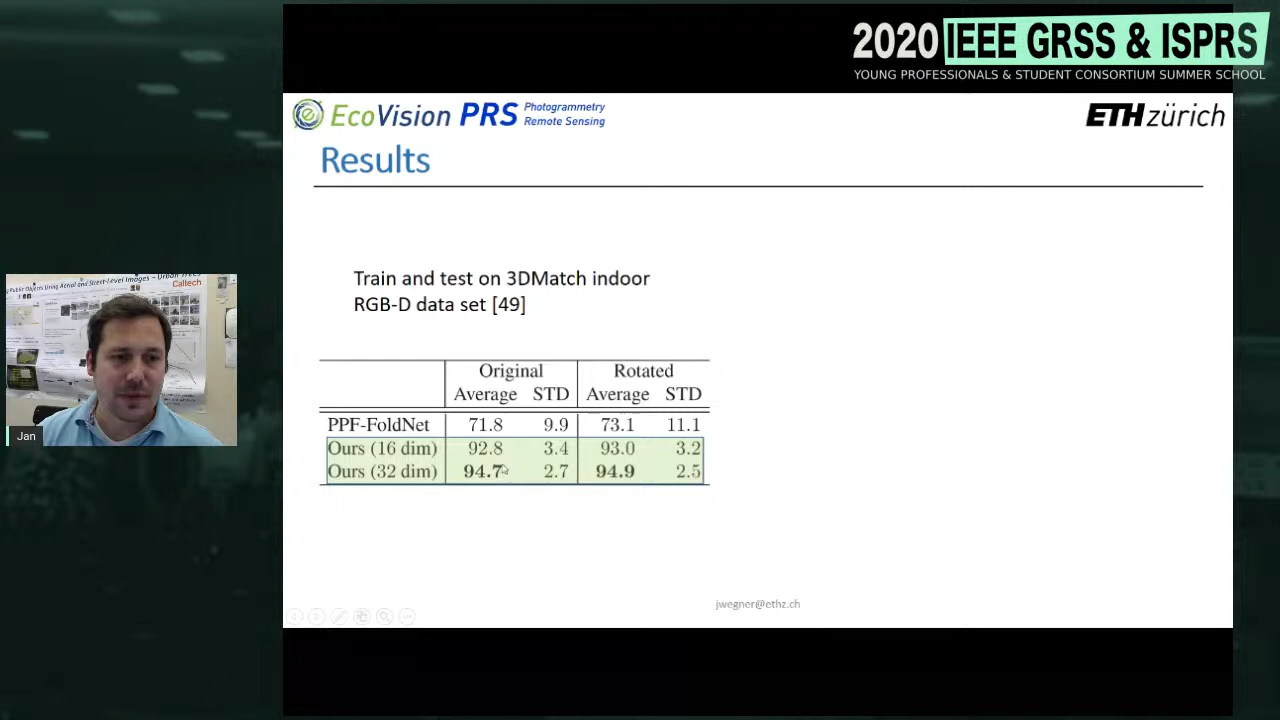 2020 IEEE GRSS & ISPRS
YOUNG PROFESSIONALS & STUDENT CONSORTIUM SUMMER SCHOOL
EcoVision PRS Photogrammetry Remote Sensing
ETH zürich
Results
Train and test on 3DMatch indoor
RGB-D data set [49]
Original Rotated
Average STD Average STD
PPF-FoldNet 71.8 9.9 73.1 11.1
Ours (16 dim) 92.8 3.4 93.0 3.2
Ours (32 dim) 94.7 2.7 94.9 2.5
Caltech
Jan
jwegner@ethz.ch